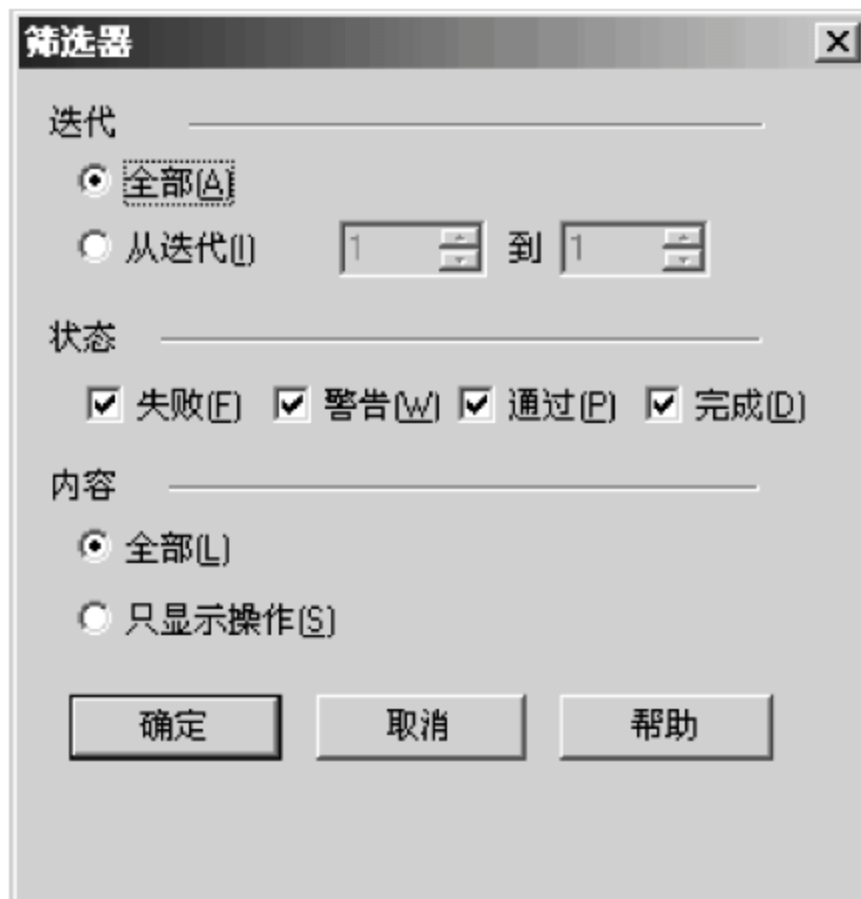 筛选器
迭代
全部(A)
从迭代(I) 1 到 1
状态
失败(F) 警告(W) 通过(P) 完成(D)
内容
全部(L)
只显示操作(S)
确定 取消 帮助